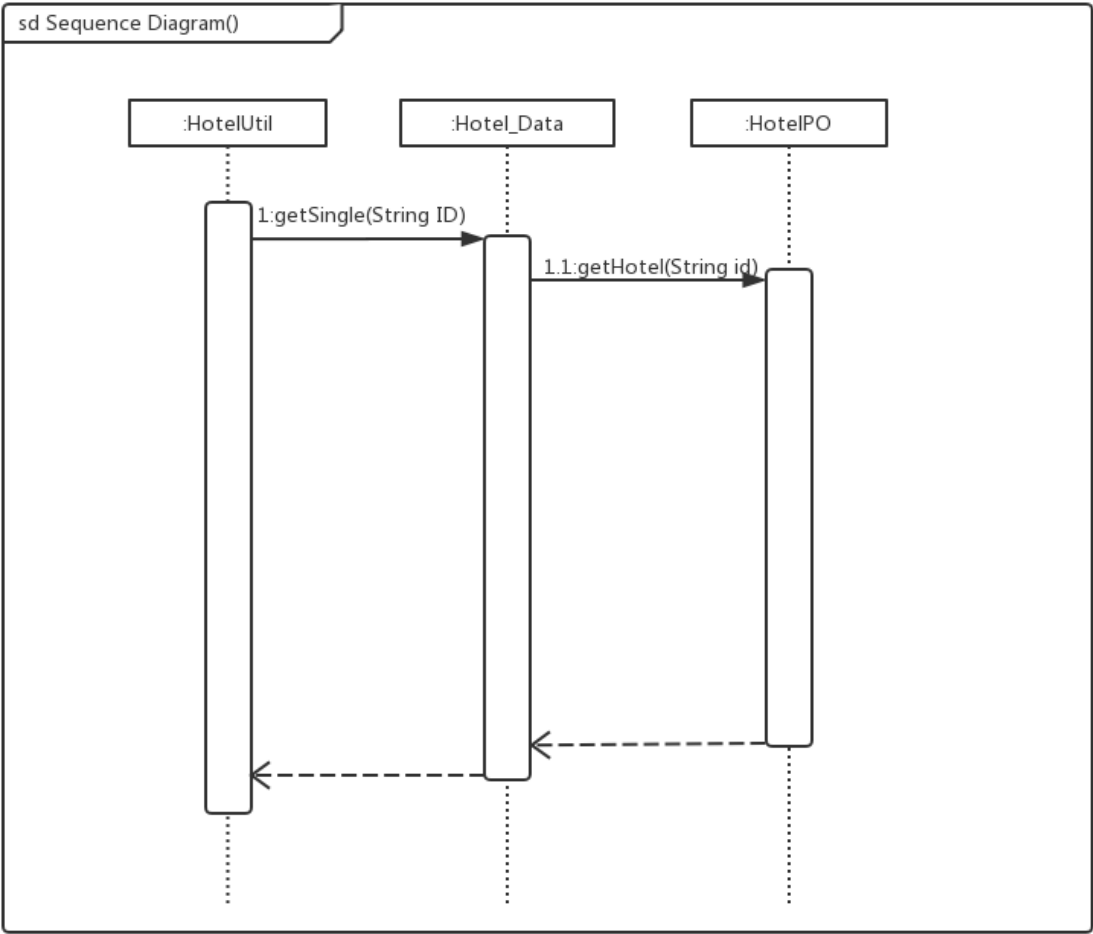 sd Sequence Diagram()
:HotelUtil
:Hotel_Data
:HotelPO
1:getSingle(String ID)
1.1:getHotel(String id)